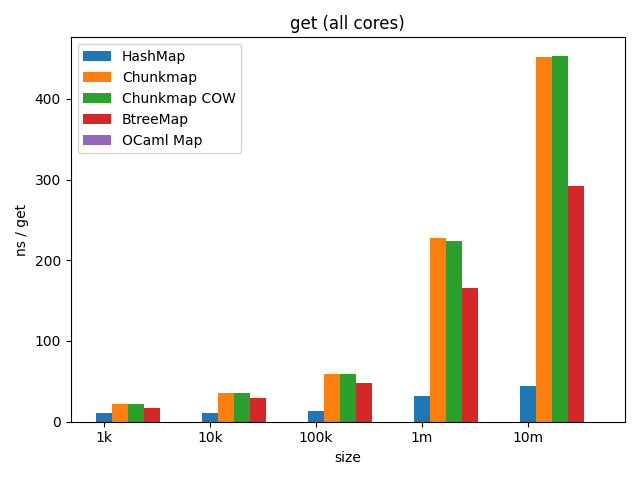 get (all cores)
HashMap
Chunkmap
Chunkmap COW
BtreeMap
OCaml Map
ns / get
400
300
200
100
0
1k 10k 100k 1m 10m
size